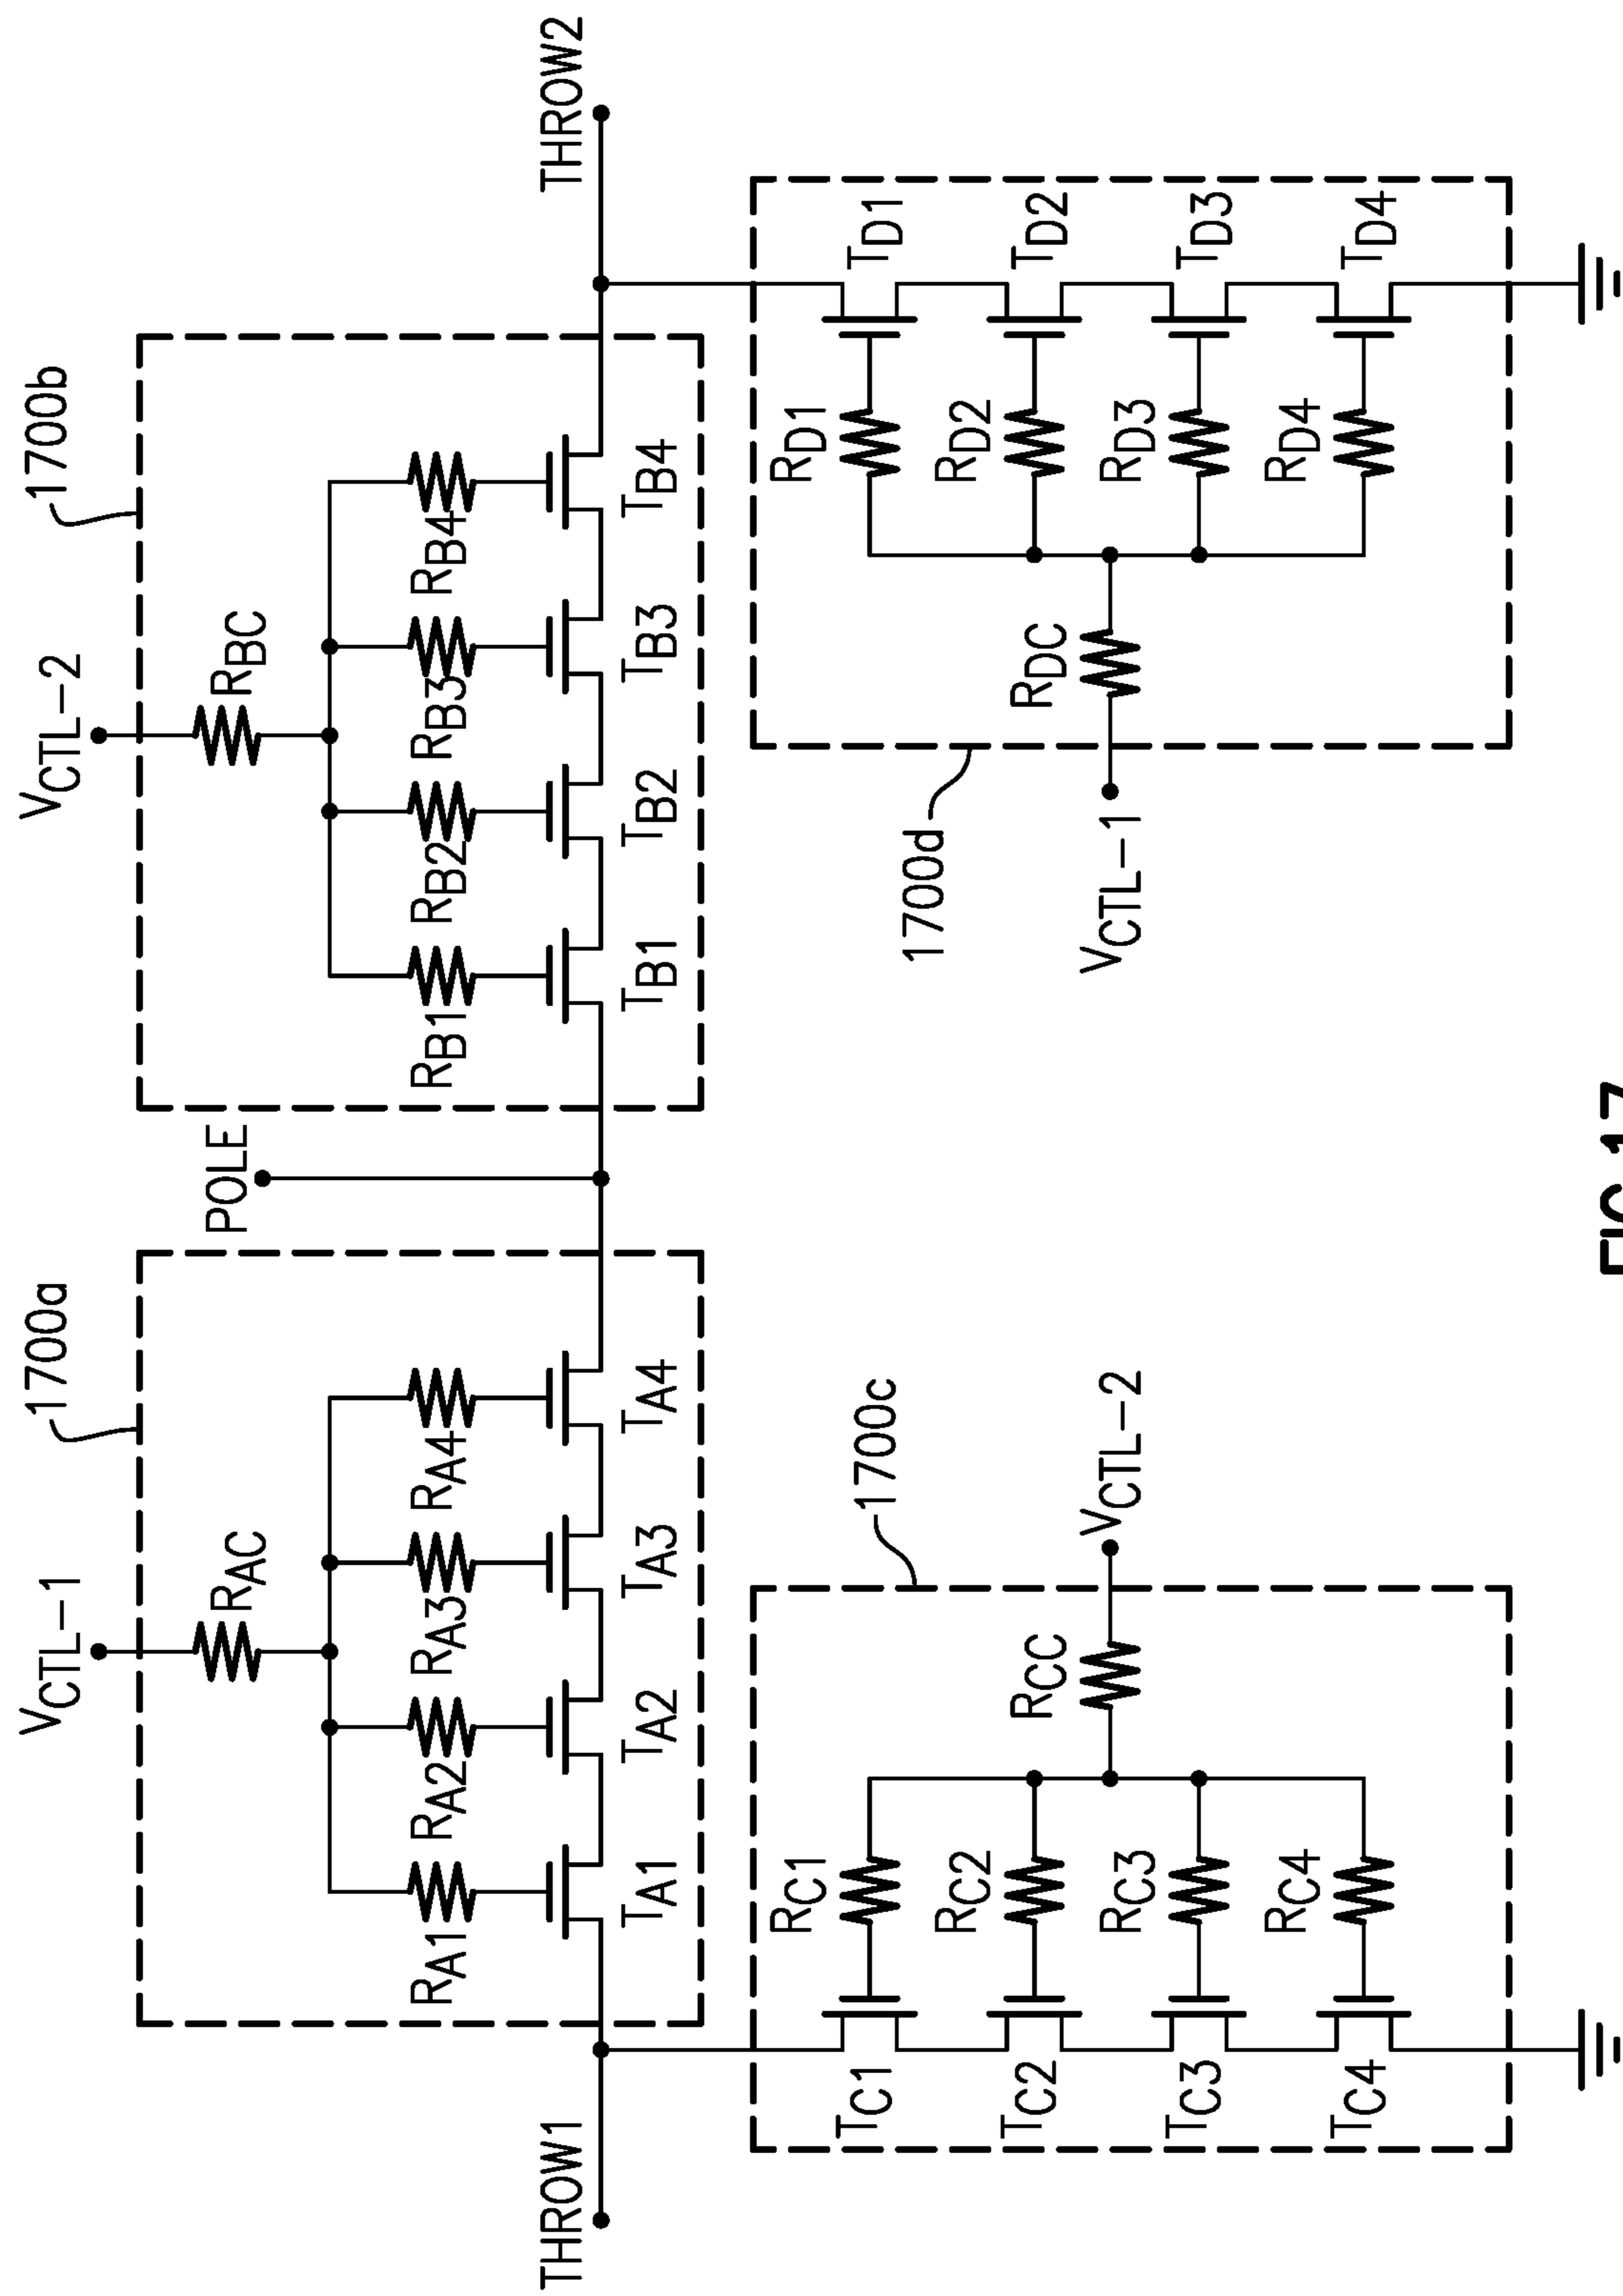 1700a
1700b
VCTL-1
VCTL-2
POLE
RAC
RBC
RA1
RA2
RA3
RA4
RB1
RB2
RB3
RB4
THROW1
THROW2
TA1
TA2
TA3
TA4
TB1
TB2
TB3
TB4
1700c
RC1
TC1
RD1
TD1
RC2
TC2
RCC
VCTL-2
1700d
RDC
VCTL-1
RD2
TD2
RC3
TC3
RD3
TD3
RC4
TC4
RD4
TD4
FIG.17